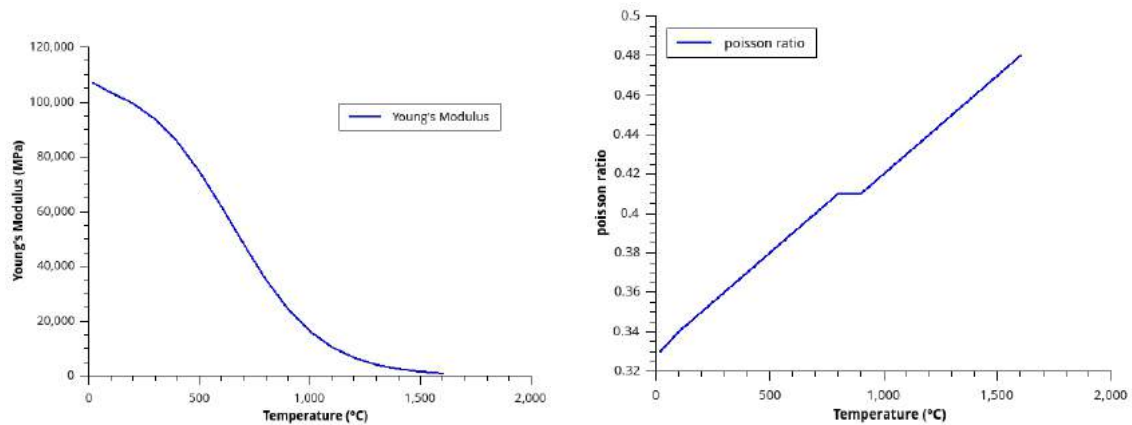 120,000
100,000
80,000
60,000
40,000
20,000
0
Young's Modulus (MPa)
Young's Modulus
0 500 1,000 1,500 2,000
Temperature (°C)
0.5
0.48
0.46
0.44
0.42
0.4
0.38
0.36
0.34
0.32
poisson ratio
poisson ratio
0 500 1,000 1,500 2,000
Temperature (°C)